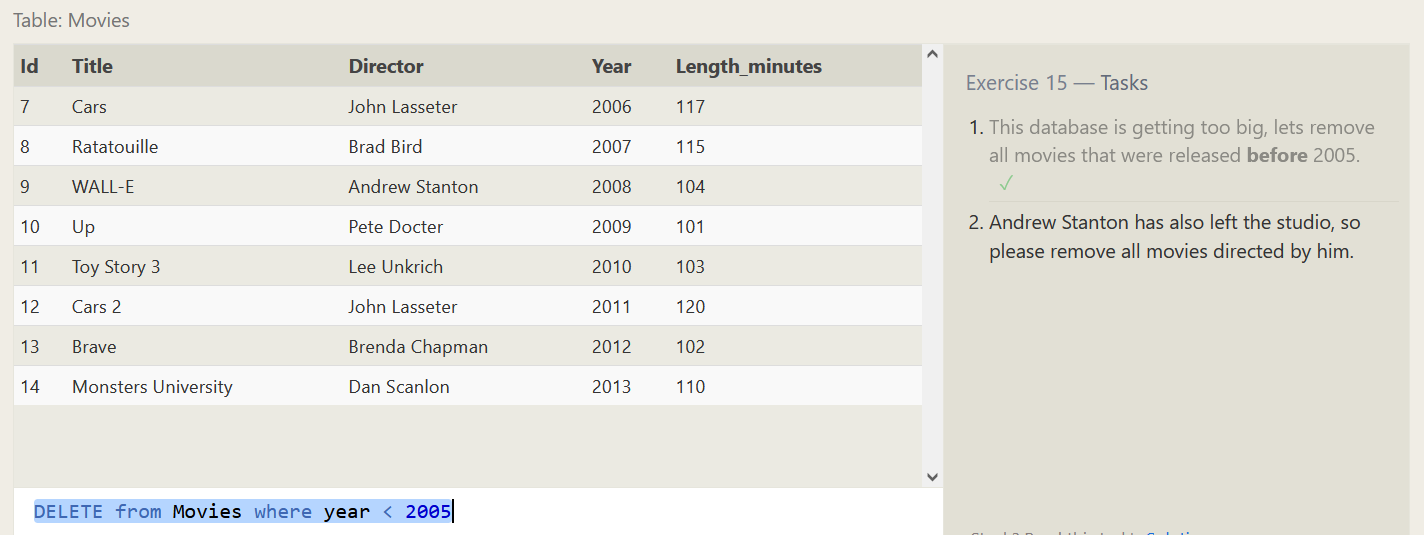 Table: Movies
Id Title Director Year Length_minutes
7 Cars John Lasseter 2006 117
8 Ratatouille Brad Bird 2007 115
9 WALL-E Andrew Stanton 2008 104
10 Up Pete Docter 2009 101
11 Toy Story 3 Lee Unkrich 2010 103
12 Cars 2 John Lasseter 2011 120
13 Brave Brenda Chapman 2012 102
14 Monsters University Dan Scanlon 2013 110
DELETE from Movies where year < 2005
Exercise 15 — Tasks
1. This database is getting too big, lets remove
all movies that were released before 2005.
✓
2. Andrew Stanton has also left the studio, so
please remove all movies directed by him.